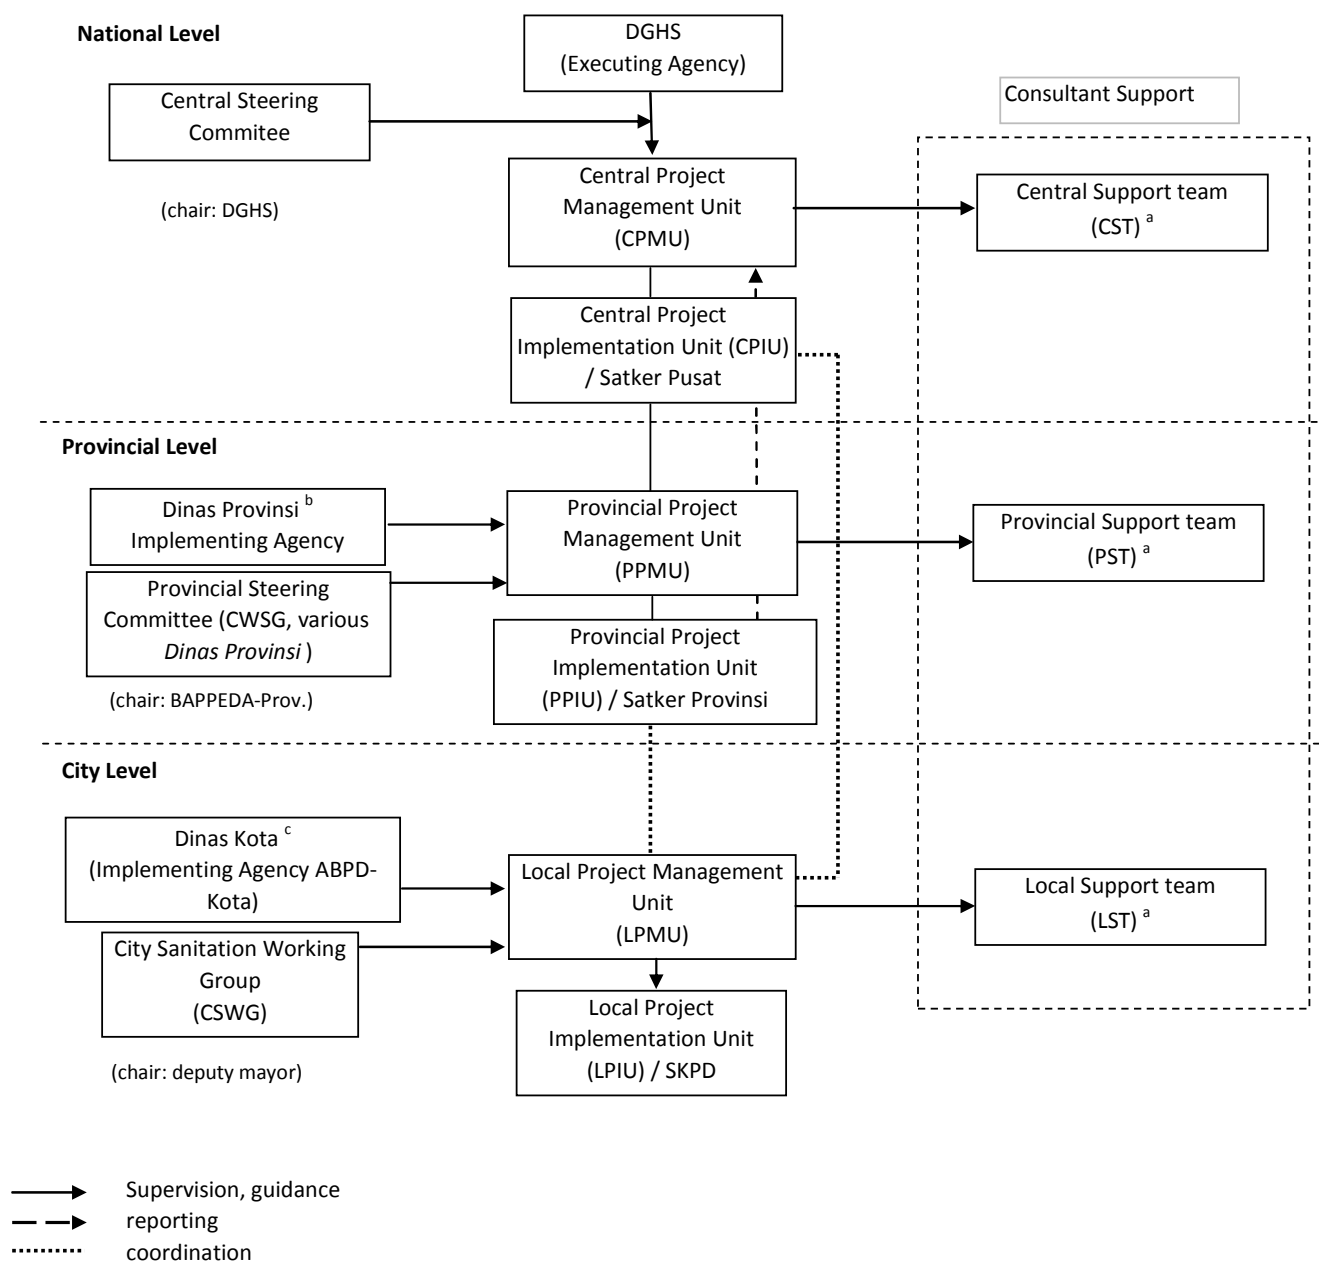 National Level
DGHS
(Executing Agency)
Central Steering
Commitee
(chair: DGHS)
Consultant Support
Central Project
Management Unit
(CPMU)
Central Support team
(CST) a
Central Project
Implementation Unit (CPIU)
/ Satker Pusat
Provincial Level
Dinas Provinsi b
Implementing Agency
Provincial Steering
Committee (CWSG, various
Dinas Provinsi )
(chair: BAPPEDA-Prov.)
Provincial Project
Management Unit
(PPMU)
Provincial Support team
(PST) a
Provincial Project
Implementation Unit
(PPIU) / Satker Provinsi
City Level
Dinas Kota c
(Implementing Agency ABPD-
Kota)
City Sanitation Working
Group
(CSWG)
(chair: deputy mayor)
Local Project Management
Unit
(LPMU)
Local Support team
(LST) a
Local Project
Implementation Unit
(LPIU) / SKPD
Supervision, guidance
reporting
coordination